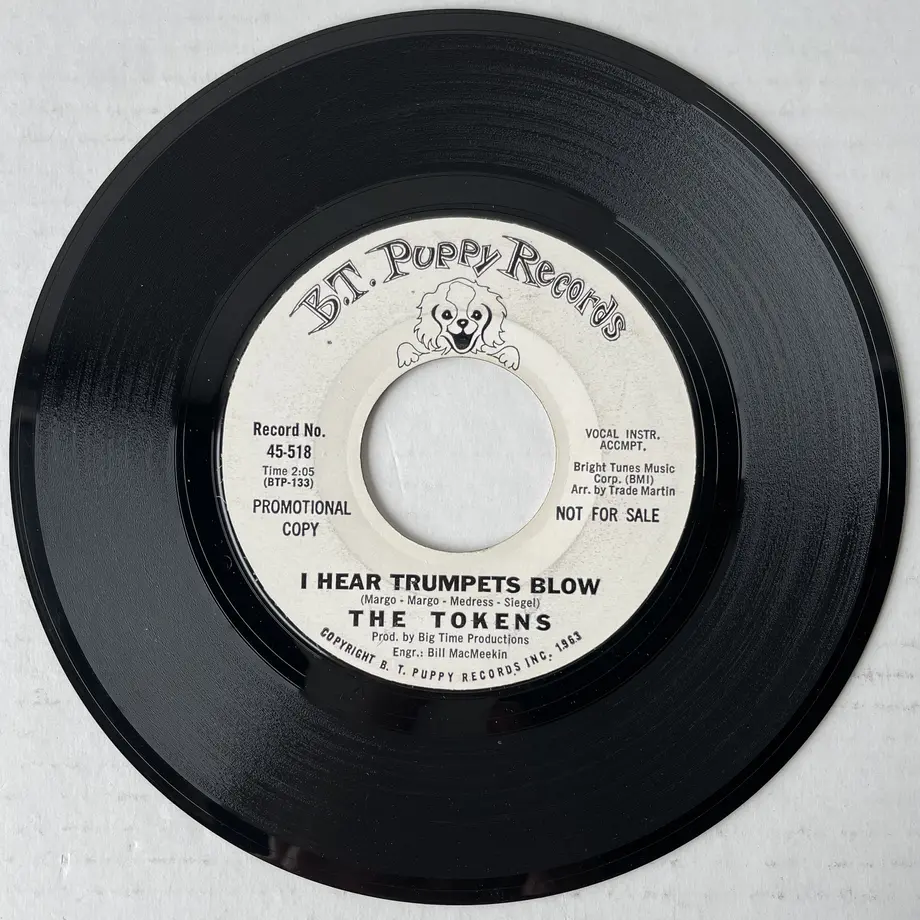 B.T. Puppy Records
Record No.
45-518
Time 2:05
(BTP-133)
PROMOTIONAL
COPY
VOCAL INSTR.
ACCMPT.
Bright Tunes Music
Corp. (BMI)
Arr. by Trade Martin
NOT FOR SALE
I HEAR TRUMPETS BLOW
(Margo - Margo - Medress - Siegel)
THE TOKENS
Prod. by Big Time Productions
Engr.: Bill MacMeekin
COPYRIGHT B. T. PUPPY RECORDS INC. 1963